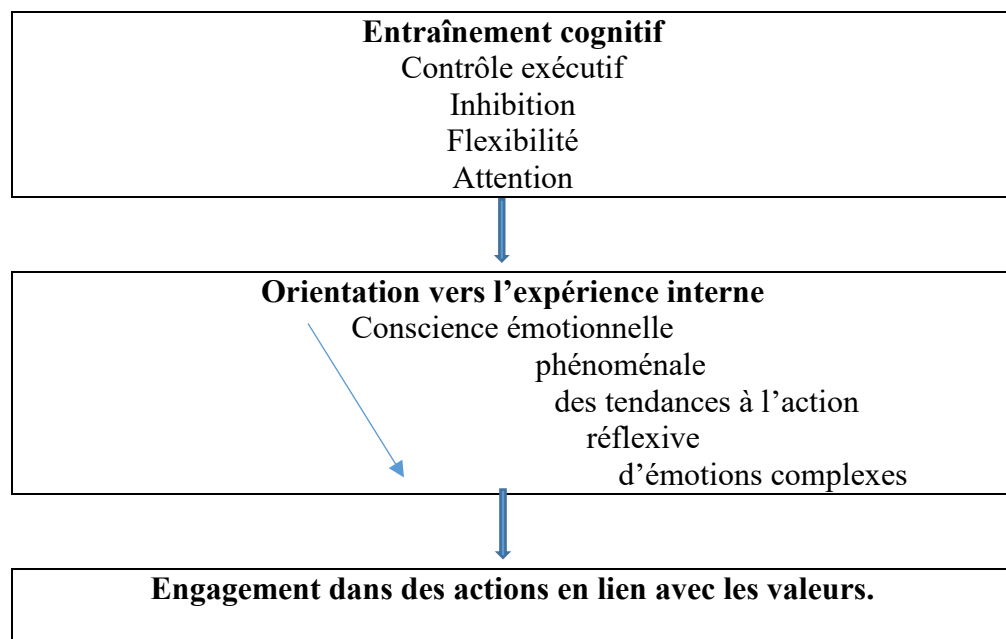 Entraînement cognitif
Contrôle exécutif
Inhibition
Flexibilité
Attention
Orientation vers l’expérience interne
Conscience émotionnelle
phénoménale
des tendances à l’action
réflexive
d’émotions complexes
Engagement dans des actions en lien avec les valeurs.